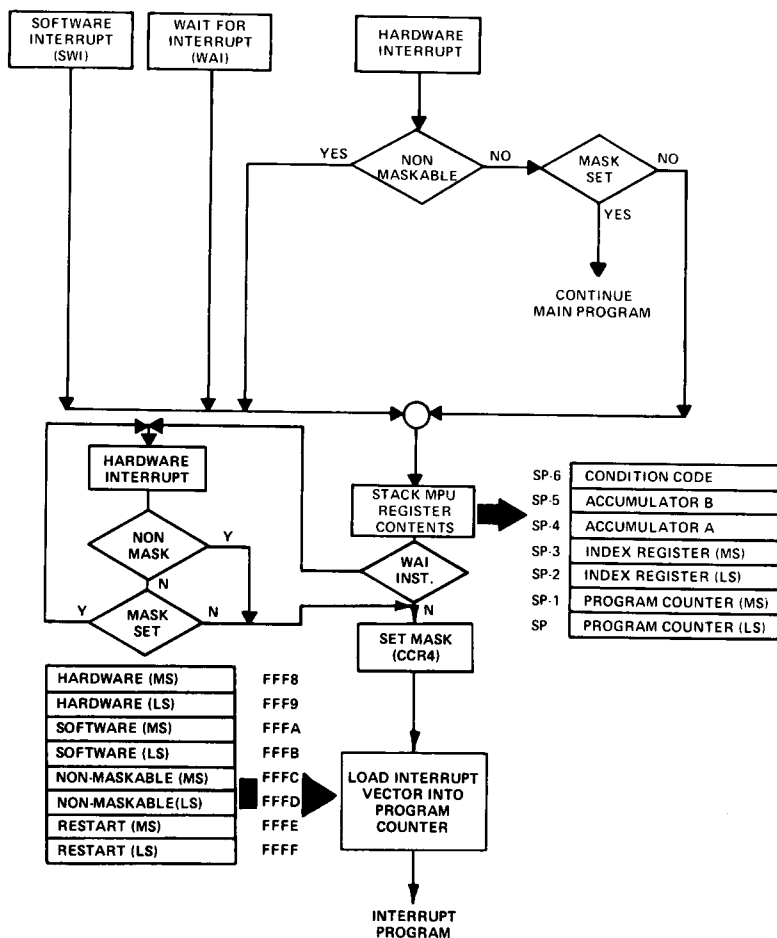 SOFTWARE
INTERRUPT
(SWI)
WAIT FOR
INTERRUPT
(WAI)
HARDWARE
INTERRUPT
YES
NON
MASKABLE
NO
MASK
SET
NO
YES
CONTINUE
MAIN PROGRAM
HARDWARE
INTERRUPT
NON
MASK
Y
N
Y
MASK
SET
N
STACK MPU
REGISTER
CONTENTS
WAI
INST.
N
SET MASK
(CCR4)
SP-6 CONDITION CODE
SP-5 ACCUMULATOR B
SP-4 ACCUMULATOR A
SP-3 INDEX REGISTER (MS)
SP-2 INDEX REGISTER (LS)
SP-1 PROGRAM COUNTER (MS)
SP PROGRAM COUNTER (LS)
HARDWARE (MS) FFF8
HARDWARE (LS) FFF9
SOFTWARE (MS) FFFA
SOFTWARE (LS) FFFB
NON-MASKABLE (MS) FFFC
NON-MASKABLE(LS) FFFD
RESTART (MS) FFFE
RESTART (LS) FFFF
LOAD INTERRUPT
VECTOR INTO
PROGRAM
COUNTER
INTERRUPT
PROGRAM